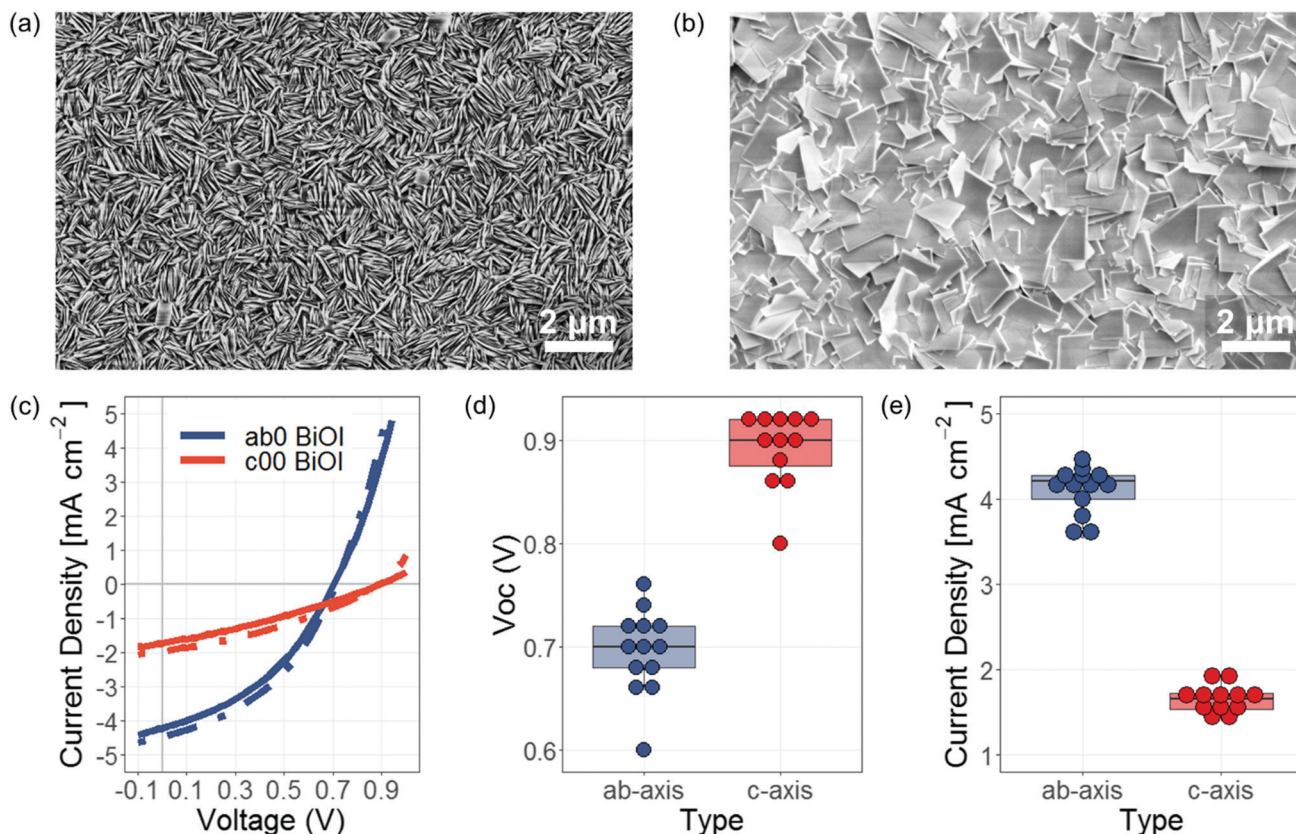 (a)
2 µm
(b)
2 µm
(c)
Current Density [mA cm⁻²]
5
4
3
2
1
0
-1
-2
-3
-4
-5
ab0 BiOI
c00 BiOI
-0.1 0.1 0.3 0.5 0.7 0.9
Voltage (V)
(d)
Voc (V)
0.9
0.8
0.7
0.6
ab-axis c-axis
Type
(e)
Current Density [mA cm⁻²]
5
4
3
2
1
ab-axis c-axis
Type